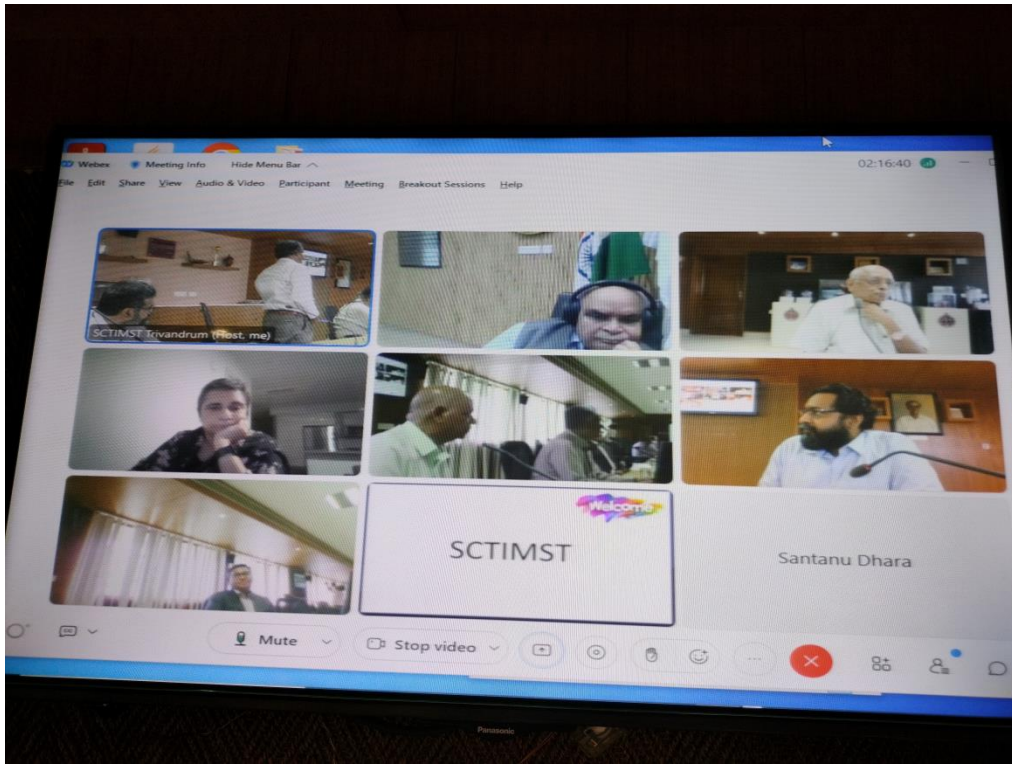 Webex Meeting Info Hide Menu Bar 02:16:40
File Edit Share View Audio & Video Participant Meeting Breakout Sessions Help
SCTIMST Trivandrum (Host, me)
Welcome
SCTIMST
Santanu Dhara
Mute Stop video
Panasonic